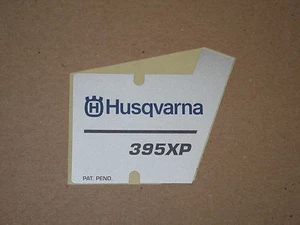 Husqvarna
395XP
PAT. PEND.